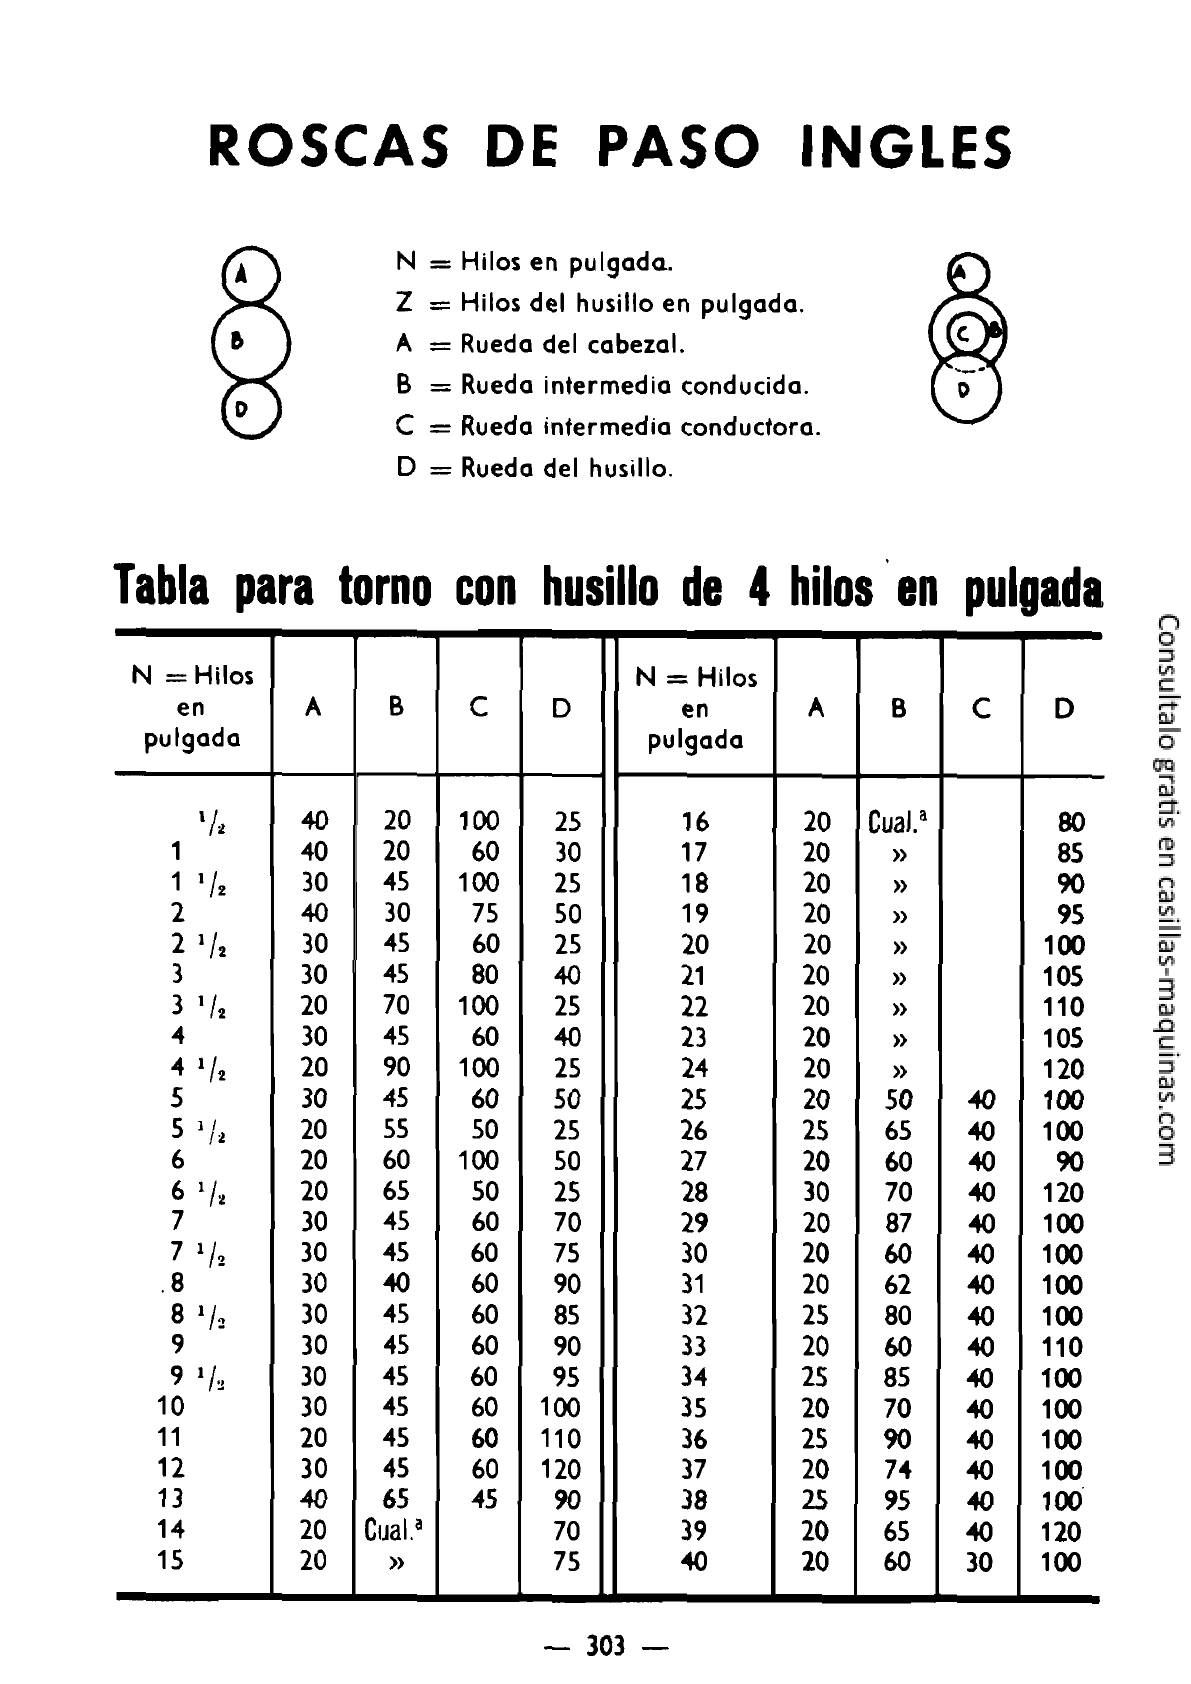 ROSCAS DE PASO INGLES
A
B
D
N = Hilos en pulgada.
Z = Hilos del husillo en pulgada.
A = Rueda del cabezal.
B = Rueda intermedia conducida.
C = Rueda intermedia conductora.
D = Rueda del husillo.
A
C B
D
Tabla para torno con husillo de 4 hilos en pulgada
N = Hilos en pulgada A B C D N = Hilos en pulgada A B C D
1/2 40 20 100 25 16 20 Cual.ª 80
1 40 20 60 30 17 20 » 85
1 1/2 30 45 100 25 18 20 » 90
2 40 30 75 50 19 20 » 95
2 1/2 30 45 60 25 20 20 » 100
3 30 45 80 40 21 20 » 105
3 1/2 20 70 100 25 22 20 » 110
4 30 45 60 40 23 20 » 105
4 1/2 20 90 100 25 24 20 » 120
5 30 45 60 50 25 20 50 40 100
5 1/2 20 55 50 25 26 25 65 40 100
6 20 60 100 50 27 20 60 40 90
6 1/2 20 65 50 25 28 30 70 40 120
7 30 45 60 70 29 20 87 40 100
7 1/2 30 45 60 75 30 20 60 40 100
8 30 40 60 90 31 20 62 40 100
8 1/2 30 45 60 85 32 25 80 40 100
9 30 45 60 90 33 20 60 40 110
9 1/2 30 45 60 95 34 25 85 40 100
10 30 45 60 100 35 20 70 40 100
11 20 45 60 110 36 25 90 40 100
12 30 45 60 120 37 20 74 40 100
13 40 65 45 90 38 25 95 40 100
14 20 Cual.ª 70 39 20 65 40 120
15 20 » 75 40 20 60 30 100
— 303 —
Consultalo gratis en casillas-maquinas.com